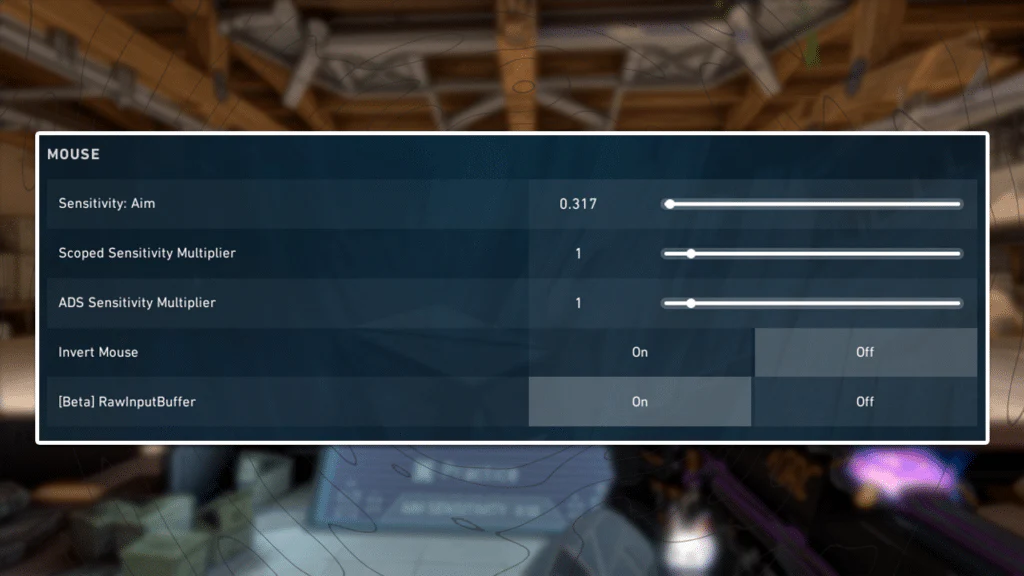 MOUSE
Sensitivity: Aim 0.317
Scoped Sensitivity Multiplier 1
ADS Sensitivity Multiplier 1
Invert Mouse On Off
[Beta] RawInputBuffer On Off
Practice